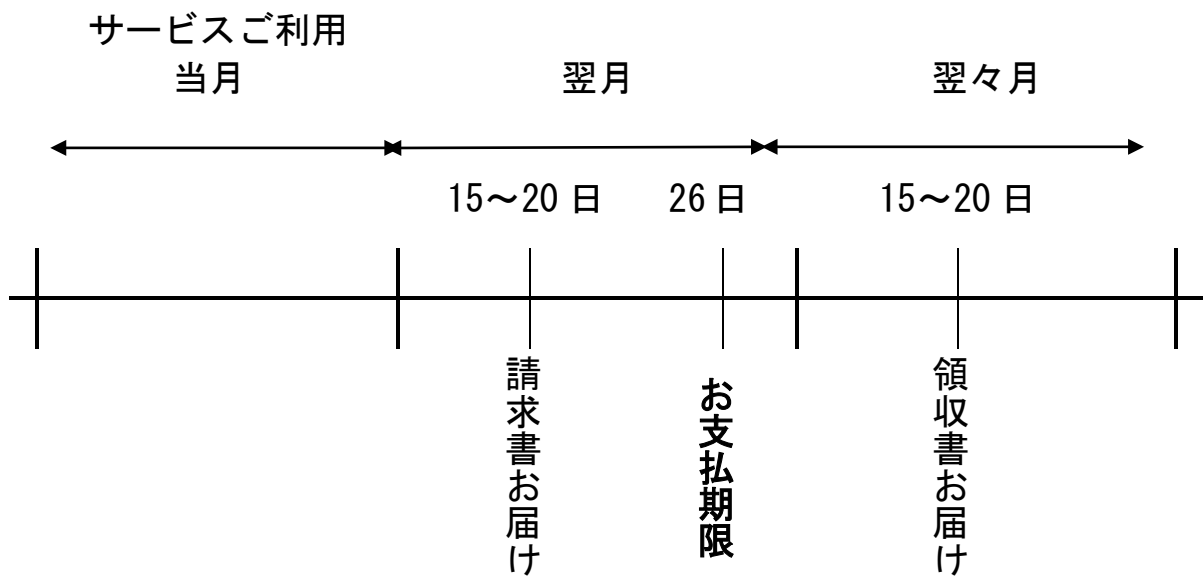 サービスご利用
当月
翌月
翌々月
15～20 日
26 日
15～20 日
請求書お届け
お支払期限
領収書お届け